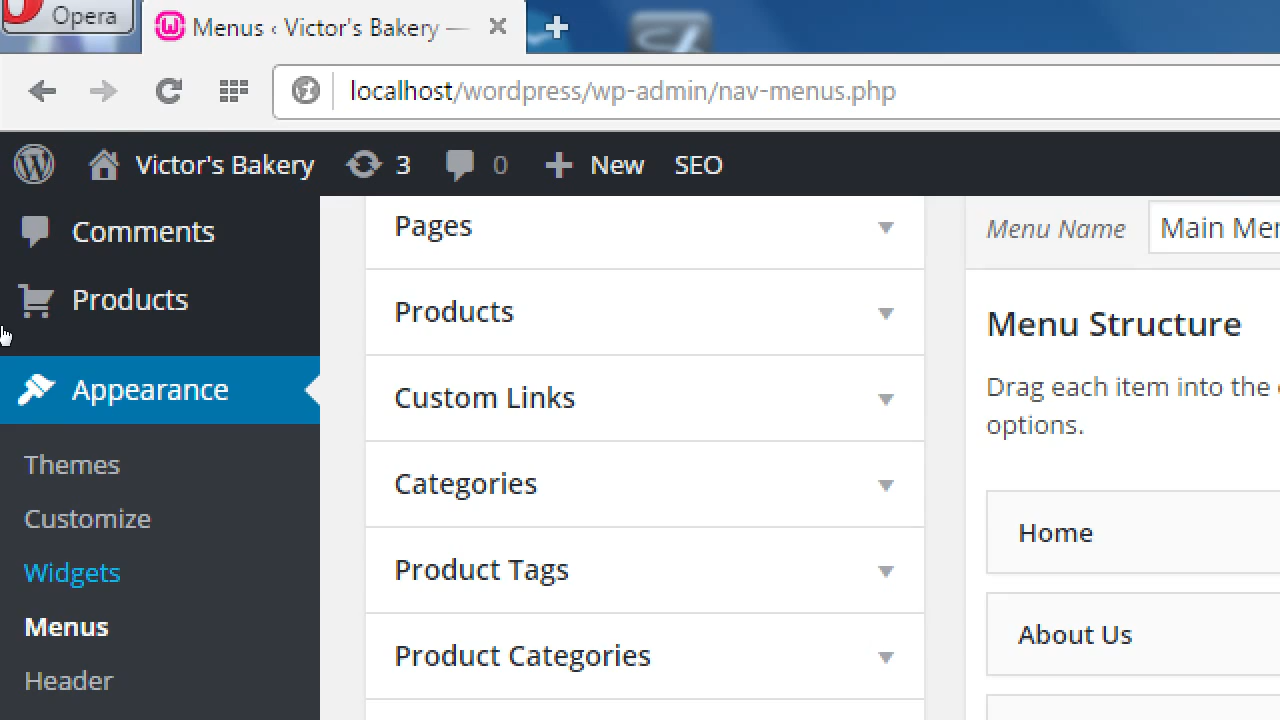 Opera
Menus ‹ Victor's Bakery —
localhost/wordpress/wp-admin/nav-menus.php
Victor's Bakery 3 0 New SEO
Comments
Products
Appearance
Themes
Customize
Widgets
Menus
Header
Pages
Products
Custom Links
Categories
Product Tags
Product Categories
Menu Name Main
Menu Structure
Drag each item into the
options.
Home
About Us